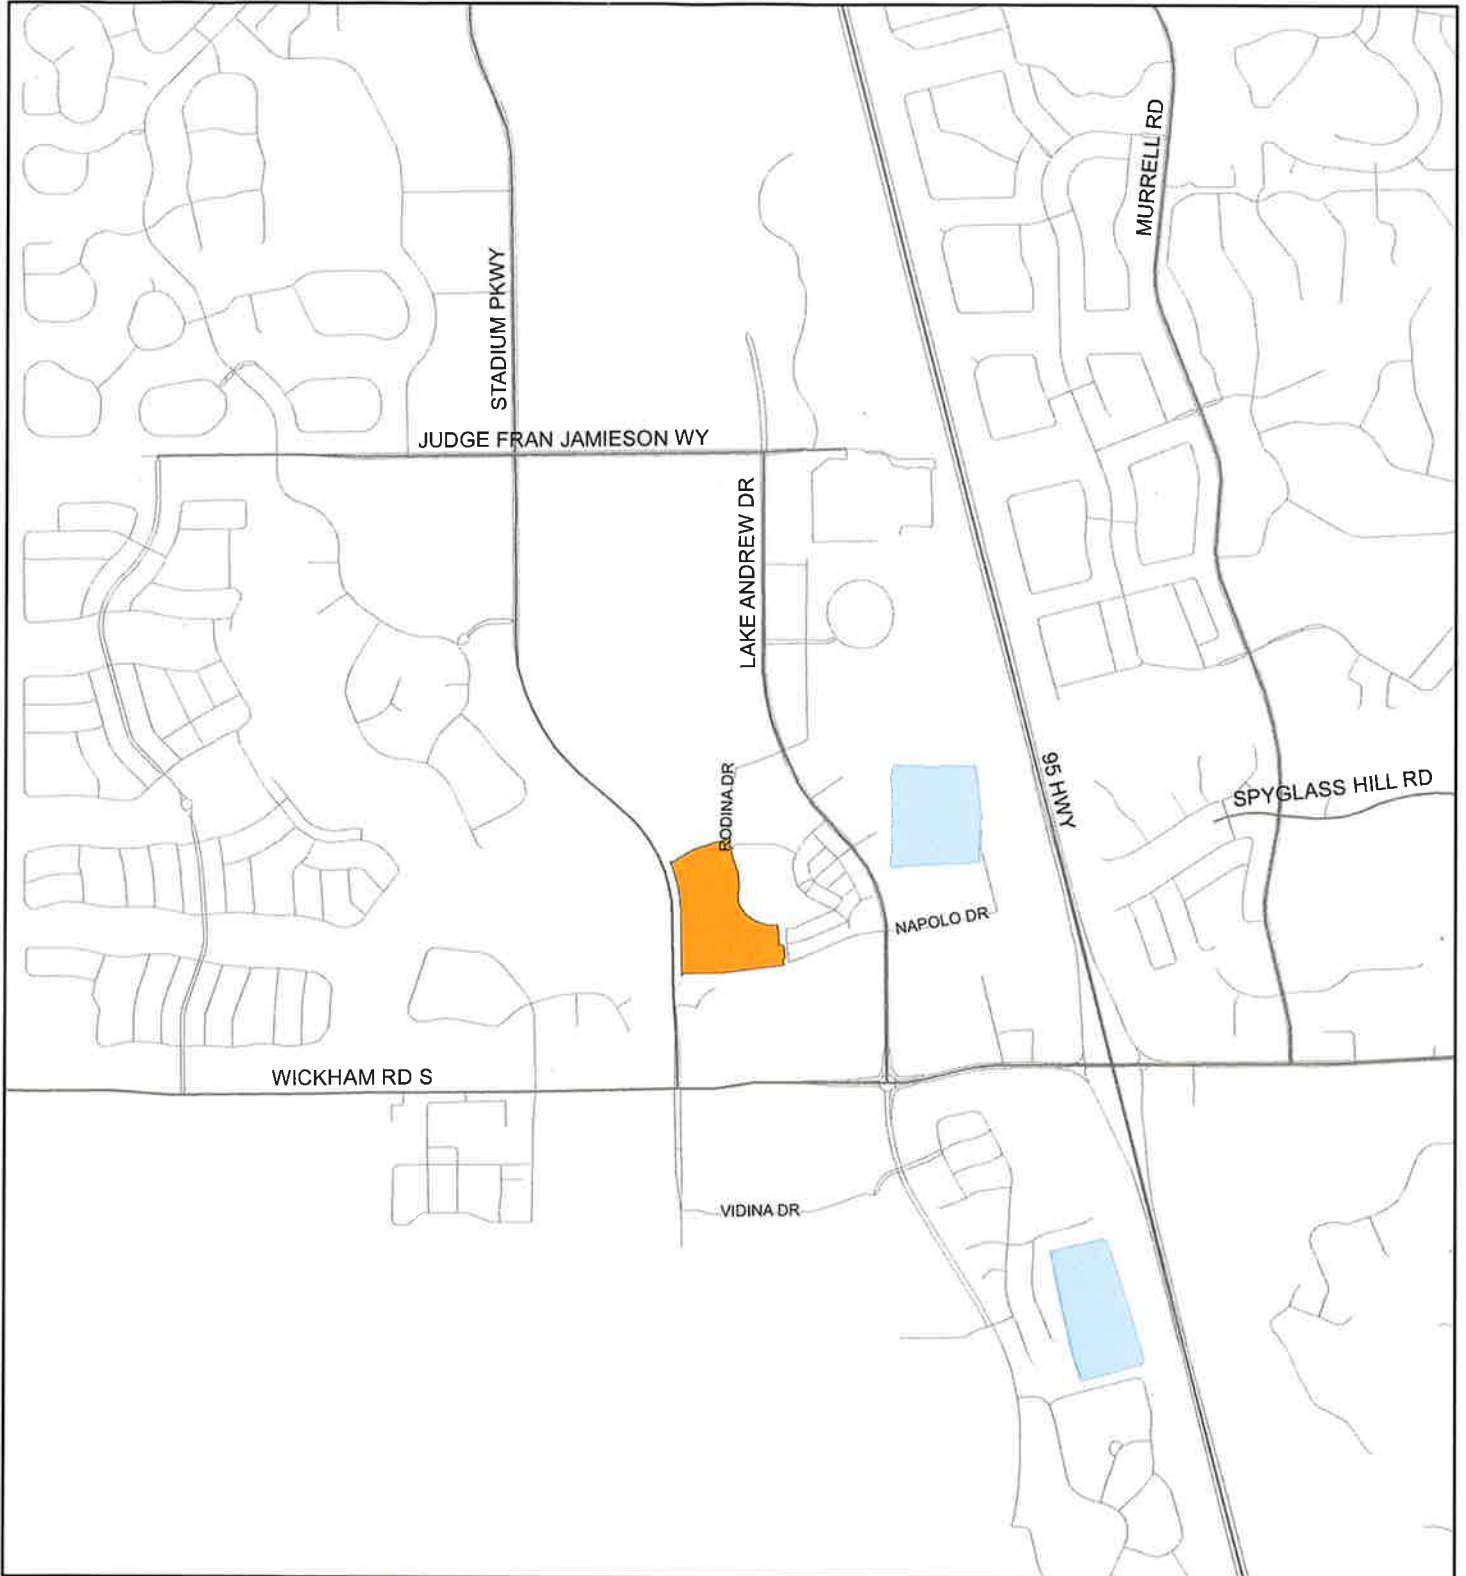 MURRELL RD
STADIUM PKWY
JUDGE FRAN JAMIESON WY
LAKE ANDREW DR
RODINA DR
95 HWY
SPYGLASS HILL RD
NAPOLO DR
WICKHAM RD S
VIDINA DR